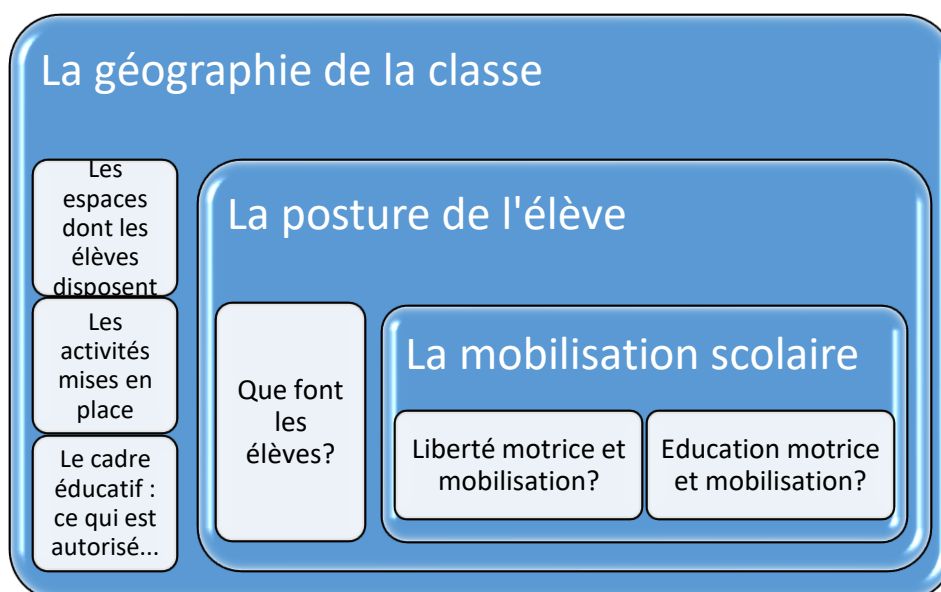 La géographie de la classe
Les
espaces
dont les
élèves
disposent
Les
activités
mises en
place
Le cadre
éducatif :
ce qui est
autorisé...
La posture de l'élève
Que font
les
élèves?
La mobilisation scolaire
Liberté motrice et
mobilisation?
Education motrice
et mobilisation?